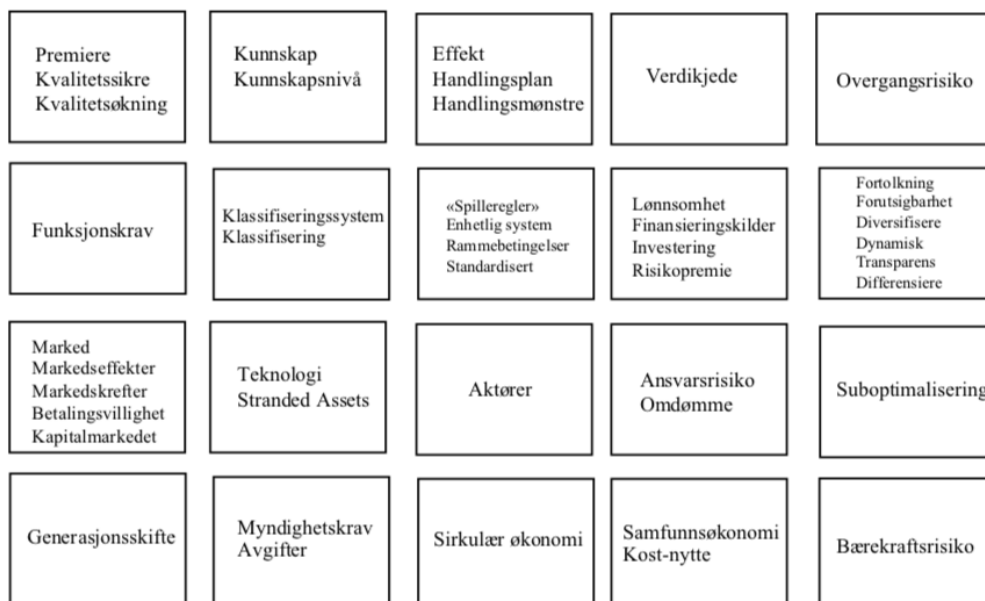 Premiere
Kvalitetssikre
Kvalitetsøkning
Kunnskap
Kunnskapsnivå
Effekt
Handlingsplan
Handlingsmønstre
Verdikjede
Overgangsrisiko
Funksjonskrav
Klassifiseringssystem
Klassifisering
«Spilleregler»
Enhetlig system
Rammebetingelser
Standardisert
Lønnsomhet
Finansieringskilder
Investering
Risikopremie
Fortolkning
Forutsigbarhet
Diversifisere
Dynamisk
Transparens
Differensiere
Marked
Markedseffekter
Markedskrefter
Betalingsvillighet
Kapitalmarkedet
Teknologi
Stranded Assets
Aktører
Ansvarsrisiko
Omdømme
Suboptimalisering
Generasjonsskifte
Myndighetskrav
Avgifter
Sirkulær økonomi
Samfunnsøkonomi
Kost-nytte
Bærekraftsrisiko